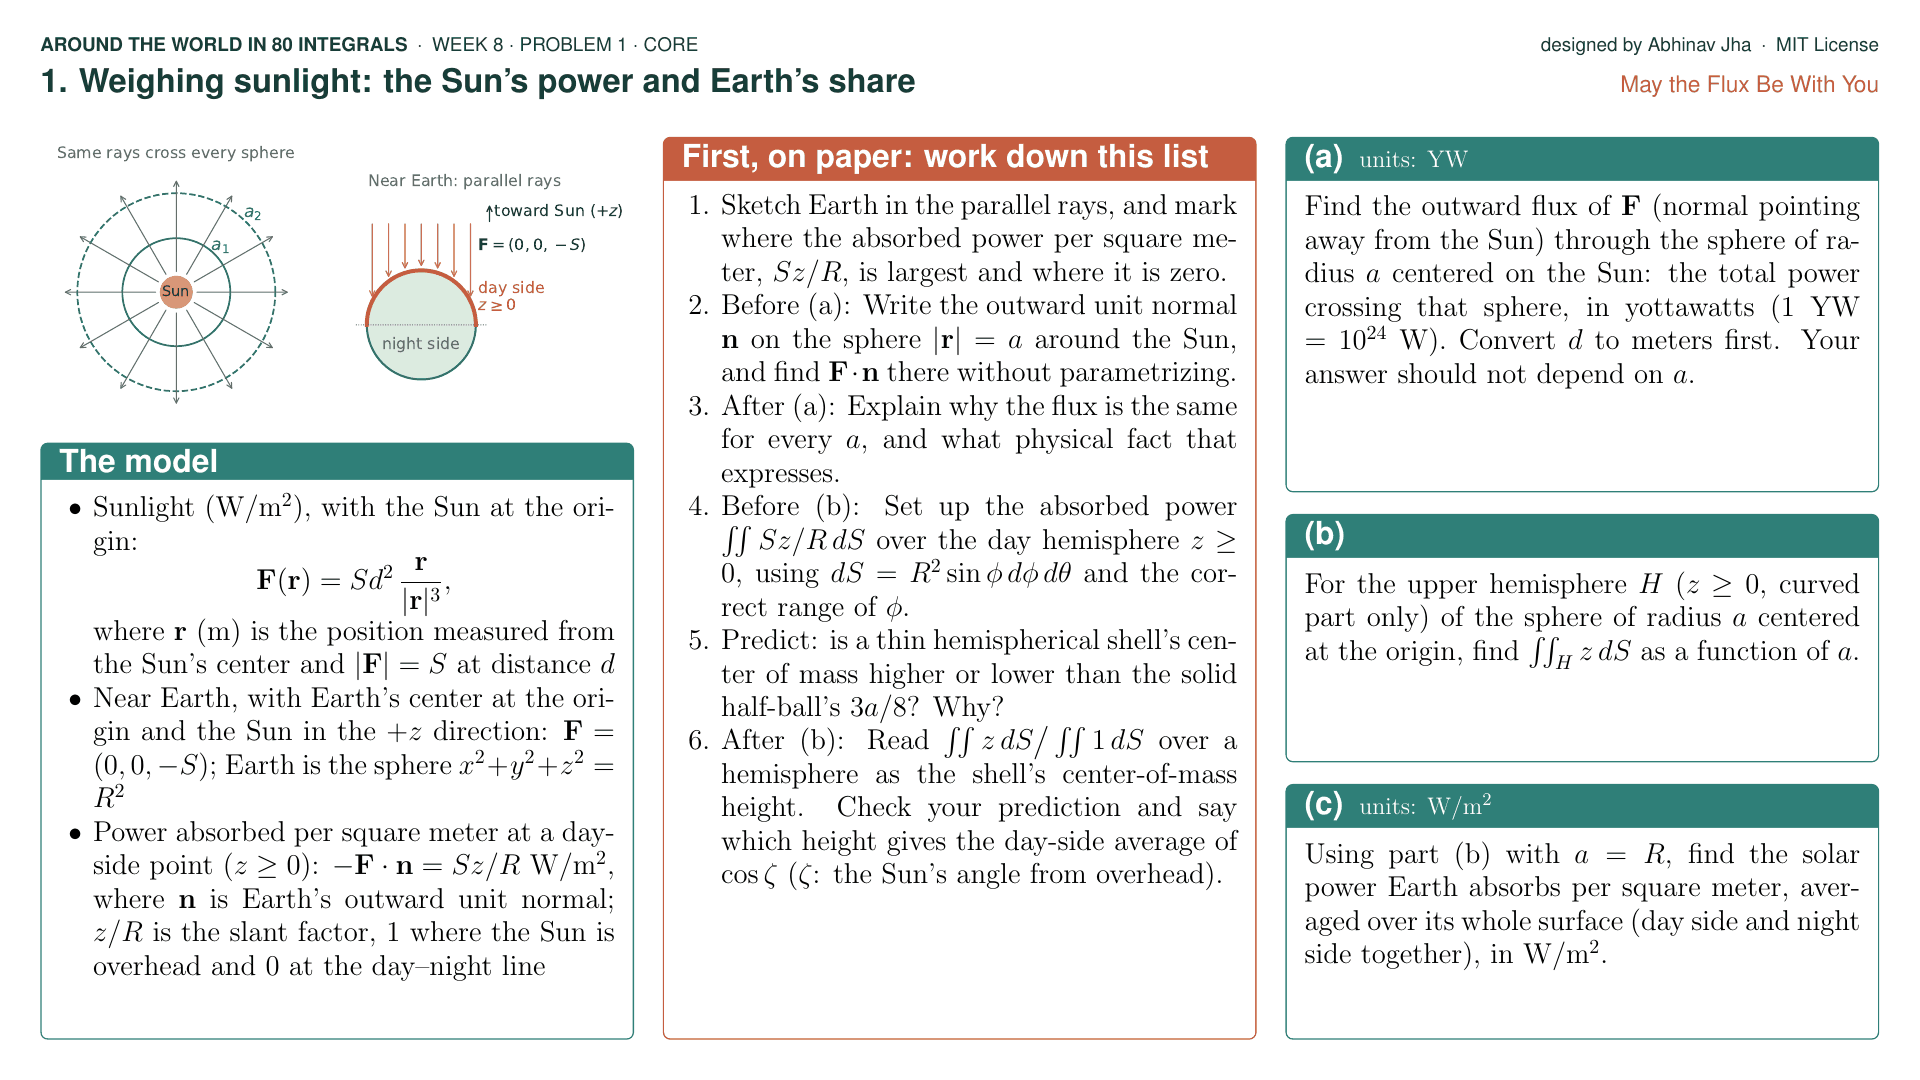 AROUND THE WORLD IN 80 INTEGRALS · WEEK 8 · PROBLEM 1 · CORE
designed by Abhinav Jha · MIT License
1. Weighing sunlight: the Sun's power and Earth's share
May the Flux Be With You
Same rays cross every sphere
a₂
a₁
Sun
Near Earth: parallel rays
toward Sun (+z)
F = (0, 0, −S)
day side
z ≥ 0
night side
The model
• Sunlight (W/m²), with the Sun at the ori-
gin:
F(r) = Sd² r/|r|³,
where r (m) is the position measured from
the Sun's center and |F| = S at distance d
• Near Earth, with Earth's center at the ori-
gin and the Sun in the +z direction: F =
(0, 0, −S); Earth is the sphere x²+y²+z² =
R²
• Power absorbed per square meter at a day-
side point (z ≥ 0): −F · n = Sz/R W/m²,
where n is Earth's outward unit normal;
z/R is the slant factor, 1 where the Sun is
overhead and 0 at the day–night line
First, on paper: work down this list
1. Sketch Earth in the parallel rays, and mark
where the absorbed power per square me-
ter, Sz/R, is largest and where it is zero.
2. Before (a): Write the outward unit normal
n on the sphere |r| = a around the Sun,
and find F·n there without parametrizing.
3. After (a): Explain why the flux is the same
for every a, and what physical fact that
expresses.
4. Before (b): Set up the absorbed power
∬ Sz/R dS over the day hemisphere z ≥
0, using dS = R² sin ϕ dϕ dθ and the cor-
rect range of ϕ.
5. Predict: is a thin hemispherical shell's cen-
ter of mass higher or lower than the solid
half-ball's 3a/8? Why?
6. After (b): Read ∬ z dS/ ∬ 1 dS over a
hemisphere as the shell's center-of-mass
height. Check your prediction and say
which height gives the day-side average of
cos ζ (ζ: the Sun's angle from overhead).
(a) units: YW
Find the outward flux of F (normal pointing
away from the Sun) through the sphere of ra-
dius a centered on the Sun: the total power
crossing that sphere, in yottawatts (1 YW
= 10²⁴ W). Convert d to meters first. Your
answer should not depend on a.
(b)
For the upper hemisphere H (z ≥ 0, curved
part only) of the sphere of radius a centered
at the origin, find ∬_H z dS as a function of a.
(c) units: W/m²
Using part (b) with a = R, find the solar
power Earth absorbs per square meter, aver-
aged over its whole surface (day side and night
side together), in W/m².